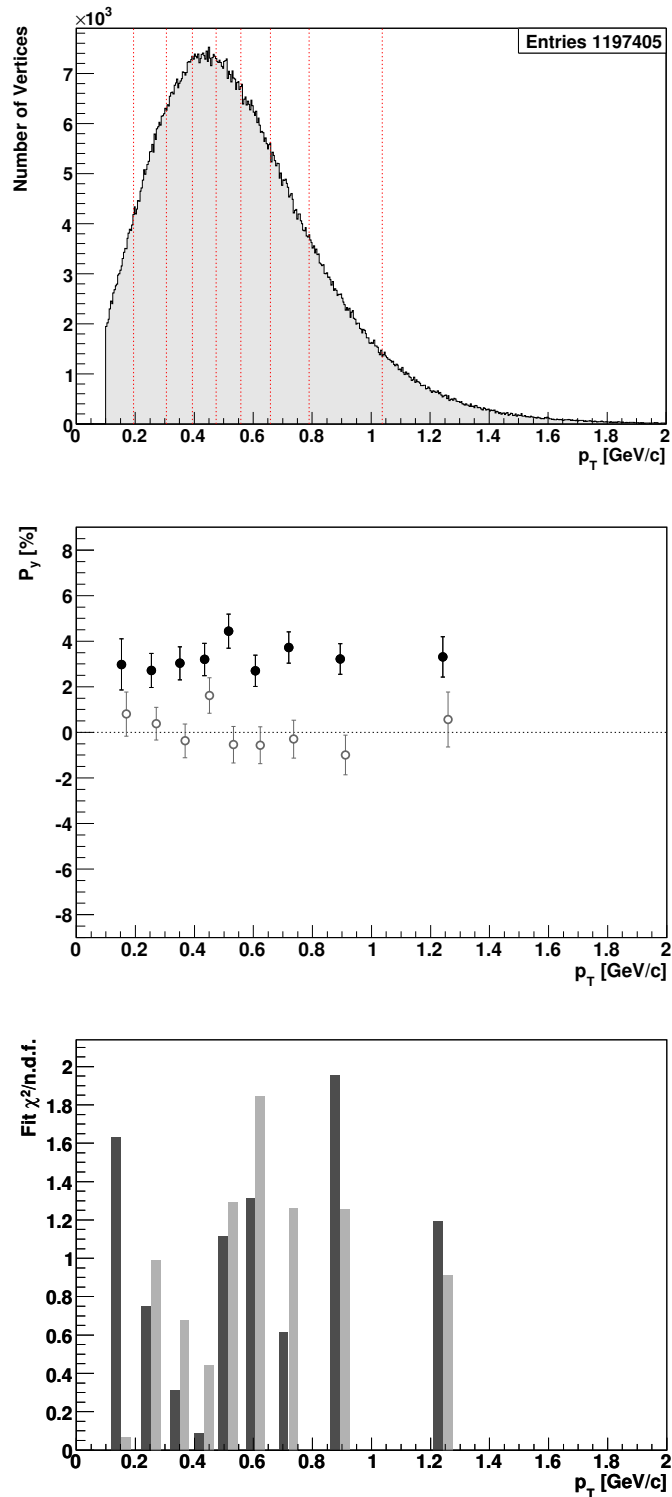 ×10³
Entries 1197405
Number of Vertices
7
6
5
4
3
2
1
0
0 0.2 0.4 0.6 0.8 1 1.2 1.4 1.6 1.8 2
p_T [GeV/c]
P_y [%]
8
6
4
2
0
-2
-4
-6
-8
0 0.2 0.4 0.6 0.8 1 1.2 1.4 1.6 1.8 2
p_T [GeV/c]
Fit χ²/n.d.f.
2
1.8
1.6
1.4
1.2
1
0.8
0.6
0.4
0.2
0
0 0.2 0.4 0.6 0.8 1 1.2 1.4 1.6 1.8 2
p_T [GeV/c]